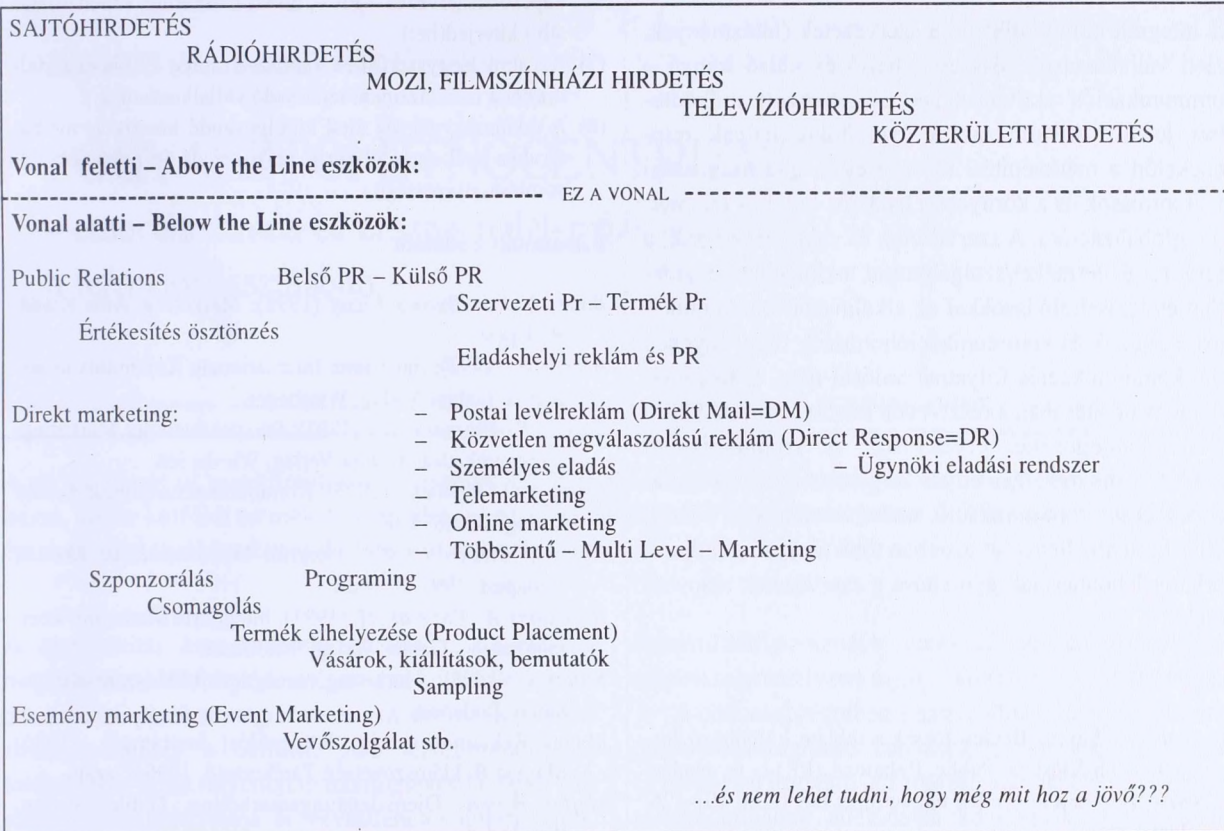 SAJTÓHIRDETÉS
RÁDIÓHIRDETÉS
MOZI, FILMSZÍNHÁZI HIRDETÉS
TELEVÍZIÓHIRDETÉS
KÖZTERÜLETI HIRDETÉS
Vonal feletti – Above the Line eszközök:
EZ A VONAL
Vonal alatti – Below the Line eszközök:
Public Relations Belső PR – Külső PR
Szervezeti Pr – Termék Pr
Értékesítés ösztönzés
Eladáshelyi reklám és PR
Direkt marketing: – Postai levélreklám (Direkt Mail=DM)
– Közvetlen megválaszolású reklám (Direct Response=DR)
– Személyes eladás – Ügynöki eladási rendszer
– Telemarketing
– Online marketing
– Többszintű – Multi Level – Marketing
Szponzorálás Programing
Csomagolás
Termék elhelyezése (Product Placement)
Vásárok, kiállítások, bemutatók
Sampling
Esemény marketing (Event Marketing)
Vevőszolgálat stb.
...és nem lehet tudni, hogy még mit hoz a jövő???